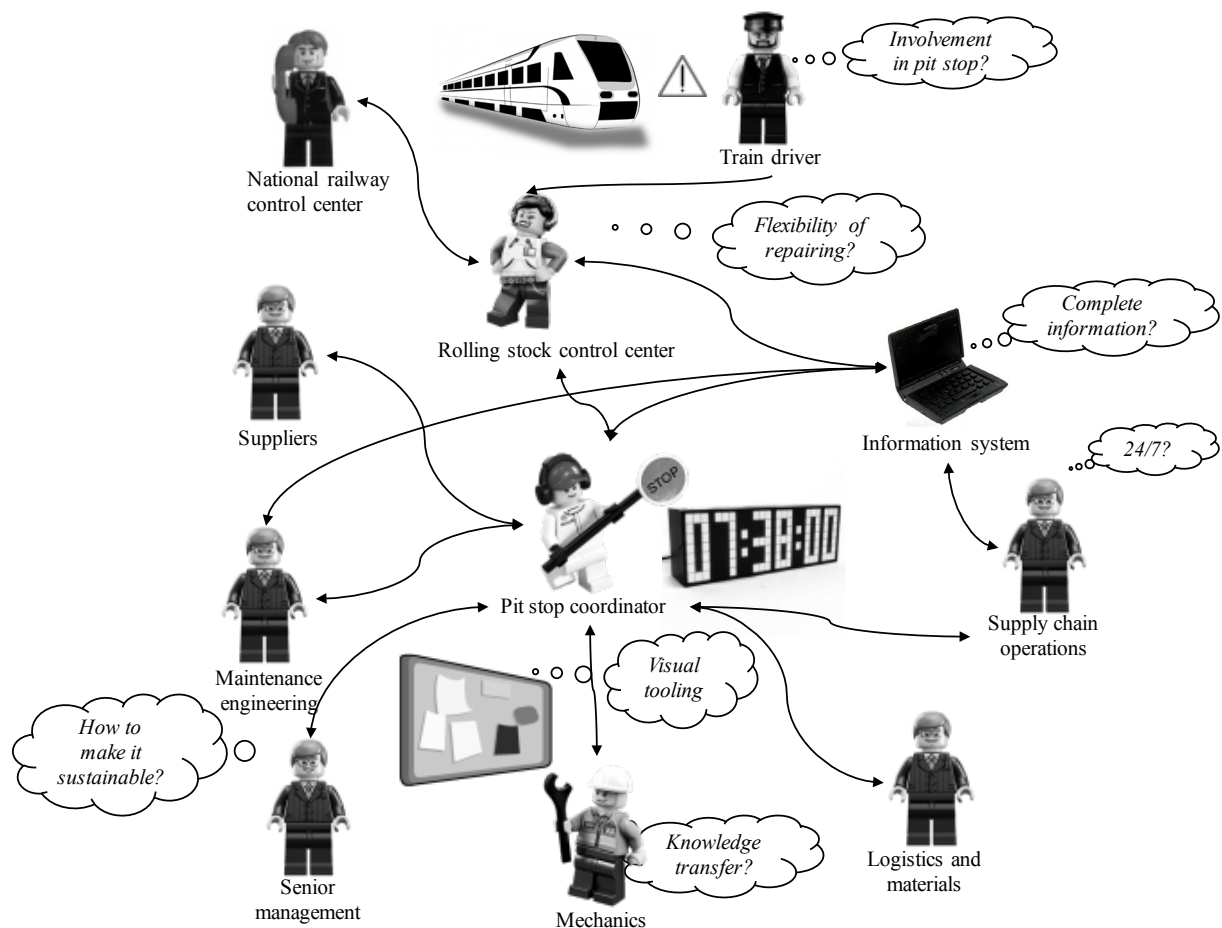 Involvement
in pit stop?
Train driver
National railway
control center
Flexibility of
repairing?
Complete
information?
Rolling stock control center
Suppliers
Information system
24/7?
STOP
07:38:00
Pit stop coordinator
Supply chain
operations
Maintenance
engineering
Visual
tooling
How to
make it
sustainable?
Knowledge
transfer?
Logistics and
materials
Senior
management
Mechanics